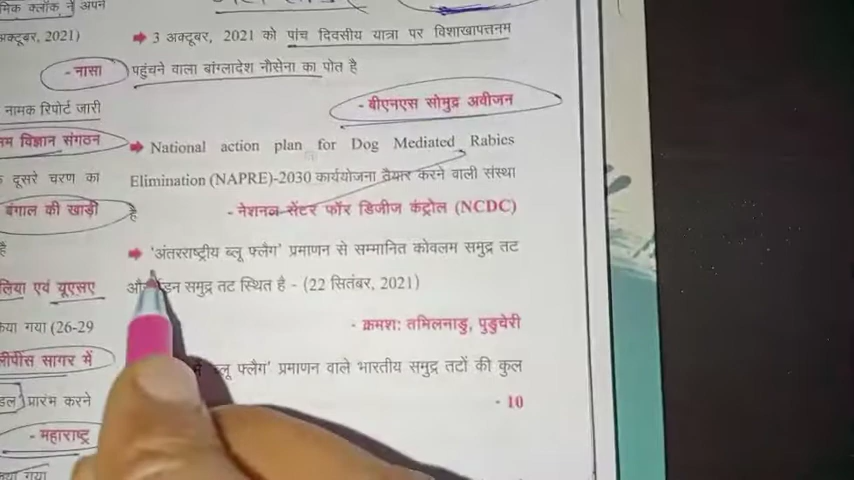 मिक क्लॉक ने अपने
अक्टूबर, 2021)
- नासा
नामक रिपोर्ट जारी
विज्ञान संगठन
दूसरे चरण का
बंगाल की खाड़ी
है
लिया एवं यूएसए
किया गया (26-29
लीपींस सागर में
प्रारंभ करने
- महाराष्ट्र
किया गया
3 अक्टूबर, 2021 को पांच दिवसीय यात्रा पर विशाखापत्तनम
पहुंचने वाला बांग्लादेश नौसेना का पोत है
- बीएनएस सोमुद्र अवीजन
National action plan for Dog Mediated Rabies
Elimination (NAPRE)-2030 कार्ययोजना तैयार करने वाली संस्था
है - नेशनल सेंटर फॉर डिजीज कंट्रोल (NCDC)
'अंतरराष्ट्रीय ब्लू फ्लैग' प्रमाणन से सम्मानित कोवलम समुद्र तट
समुद्र तट स्थित है - (22 सितंबर, 2021)
- क्रमश: तमिलनाडु, पुडुचेरी
ब्लू फ्लैग' प्रमाणन वाले भारतीय समुद्र तटों की कुल
- 10